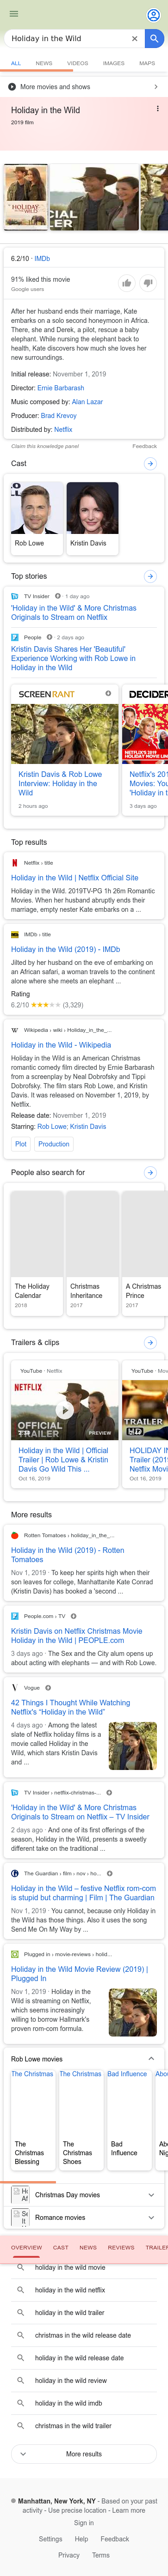 Holiday in the Wild
ALL NEWS VIDEOS IMAGES MAPS
More movies and shows
Holiday in the Wild
2019 film
6.2/10 · IMDb
91% liked this movie
Google users
After her husband ends their marriage, Kate
embarks on a solo second honeymoon in Africa.
There, she and Derek, a pilot, rescue a baby
elephant. While nursing the elephant back to
health, Kate discovers how much she loves her
new surroundings.
Initial release: November 1, 2019
Director: Ernie Barbarash
Music composed by: Alan Lazar
Producer: Brad Krevoy
Distributed by: Netflix
Claim this knowledge panel Feedback
Cast
Rob Lowe Kristin Davis
Top stories
TV Insider 1 day ago
'Holiday in the Wild' & More Christmas
Originals to Stream on Netflix
People 2 days ago
Kristin Davis Shares Her 'Beautiful'
Experience Working with Rob Lowe in
Holiday in the Wild
SCREENRANT
Kristin Davis & Rob Lowe
Interview: Holiday in the
Wild
2 hours ago
DECIDER
3 days ago
Top results
Netflix › title
Holiday in the Wild | Netflix Official Site
Holiday in the Wild. 2019TV-PG 1h 26m Romantic
Movies. When her husband abruptly ends their
marriage, empty nester Kate embarks on a ...
IMDb › title
Holiday in the Wild (2019) - IMDb
Jilted by her husband on the eve of embarking on
an African safari, a woman travels to the continent
alone where she meets an elephant ...
Rating
6.2/10 (3,329)
Wikipedia › wiki › Holiday_in_the_...
Holiday in the Wild - Wikipedia
Holiday in the Wild is an American Christmas
romantic comedy film directed by Ernie Barbarash
from a screenplay by Neal Dobrofsky and Tippi
Dobrofsky. The film stars Rob Lowe, and Kristin
Davis. It was released on November 1, 2019, by
Netflix.
Release date: November 1, 2019
Starring: Rob Lowe; Kristin Davis
Plot Production
People also search for
The Holiday
Calendar
2018
Christmas
Inheritance
2017
A Christmas
Prince
2017
Trailers & clips
YouTube · Netflix
NETFLIX
OFFICIAL
TRAILER
PREVIEW
Holiday in the Wild | Official
Trailer | Rob Lowe & Kristin
Davis Go Wild This ...
Oct 16, 2019
TRAILER
HD
More results
Rotten Tomatoes › holiday_in_the_...
Holiday in the Wild (2019) - Rotten
Tomatoes
Nov 1, 2019 · To keep her spirits high when their
son leaves for college, Manhattanite Kate Conrad
(Kristin Davis) has booked a 'second ...
People.com › TV
Kristin Davis on Netflix Christmas Movie
Holiday in the Wild | PEOPLE.com
3 days ago · The Sex and the City alum opens up
about acting with elephants — and with Rob Lowe.
Vogue
42 Things I Thought While Watching
Netflix's "Holiday in the Wild"
4 days ago · Among the latest
slate of Netflix holiday films is a
movie called Holiday in the
Wild, which stars Kristin Davis
and ...
TV Insider › netflix-christmas-...
'Holiday in the Wild' & More Christmas
Originals to Stream on Netflix – TV Insider
2 days ago · And one of its first offerings of the
season, Holiday in the Wild, presents a sweetly
different take on the traditional ...
The Guardian › film › nov › ho...
Holiday in the Wild – festive Netflix rom-com
is stupid but charming | Film | The Guardian
Nov 1, 2019 · You cannot, because only Holiday in
the Wild has those things. Also it uses the song
Send Me On My Way by ...
Plugged in › movie-reviews › holid...
Holiday in the Wild Movie Review (2019) |
Plugged In
Nov 1, 2019 · Holiday in the
Wild is streaming on Netflix,
which seems increasingly
willing to borrow Hallmark's
proven rom-com formula.
Rob Lowe movies
The Christmas The Christmas Bad Influence
The
Christmas
Blessing
The
Christmas
Shoes
Bad
Influence
Christmas Day movies
Romance movies
OVERVIEW CAST NEWS REVIEWS TRAILER
holiday in the wild movie
holiday in the wild netflix
holiday in the wild trailer
christmas in the wild release date
holiday in the wild release date
holiday in the wild review
holiday in the wild imdb
christmas in the wild trailer
More results
Manhattan, New York, NY - Based on your past
activity - Use precise location - Learn more
Sign in
Settings Help Feedback
Privacy Terms